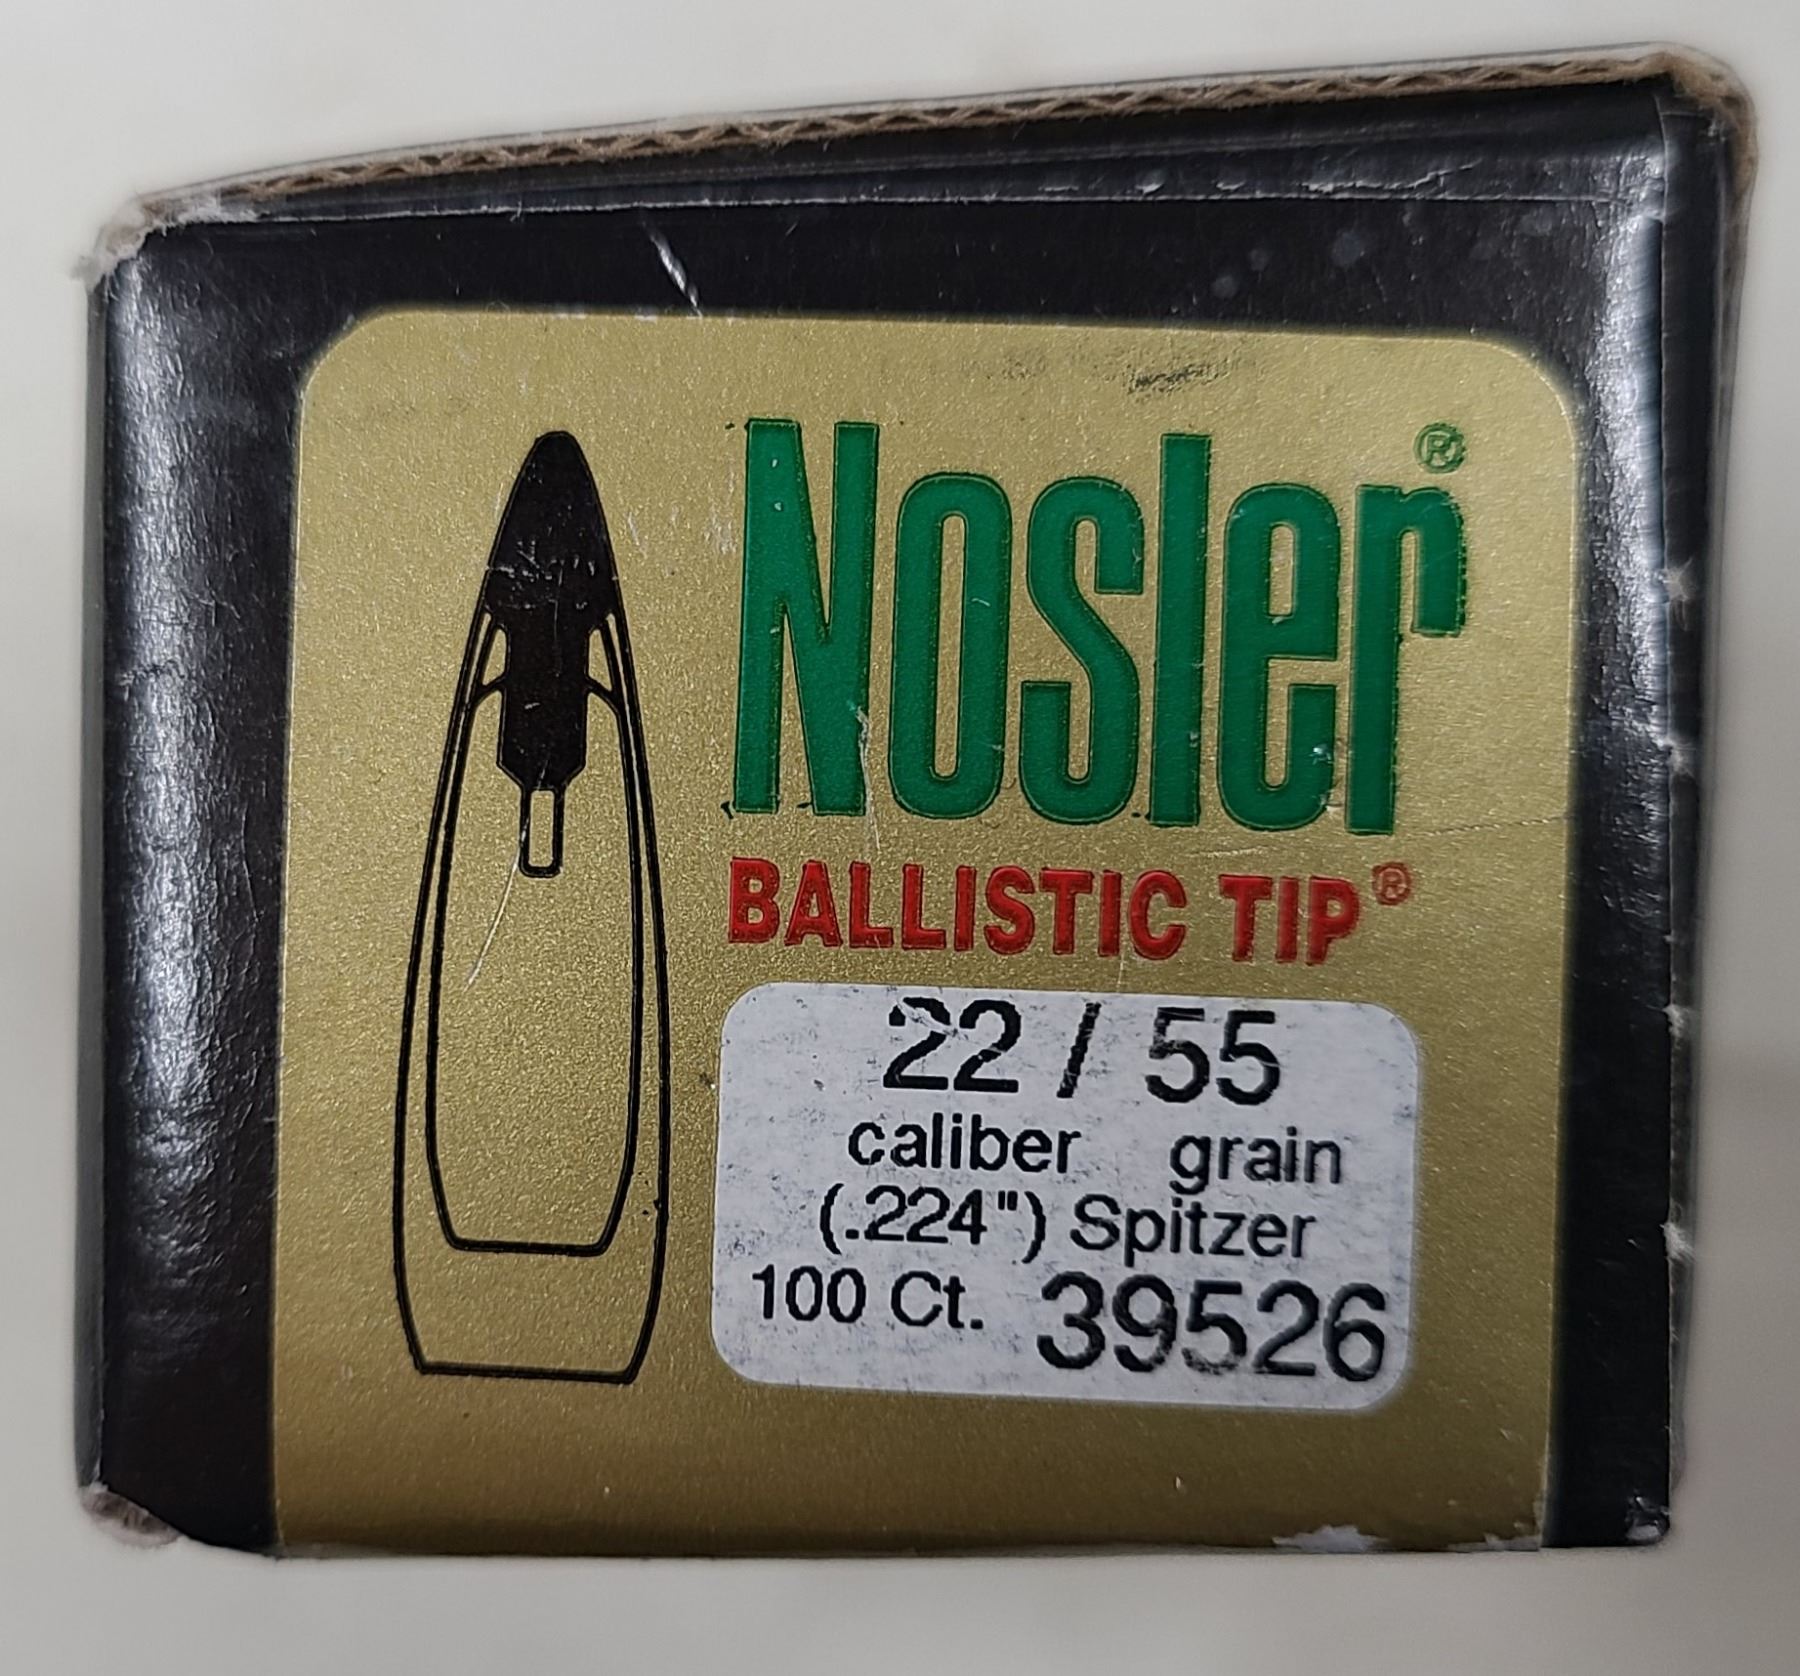 Nosler®
BALLISTIC TIP®
22 / 55
caliber grain
(.224") Spitzer
100 Ct. 39526